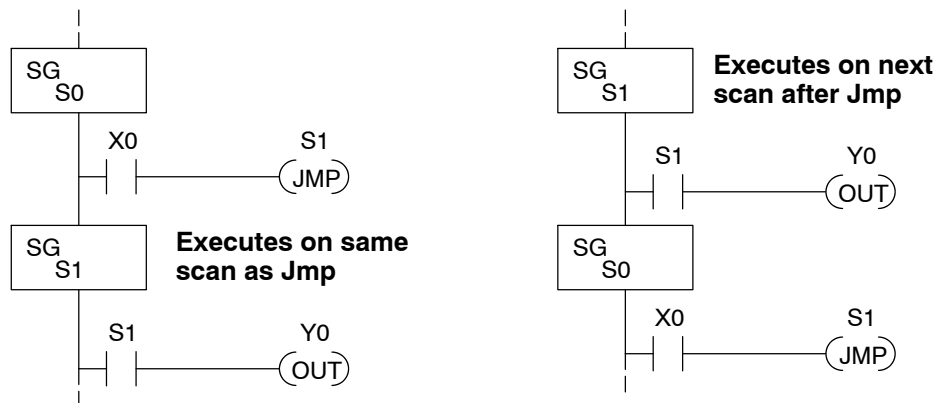 SG
S0
X0
S1
JMP
SG
S1
Executes on same
scan as Jmp
S1
Y0
OUT
SG
S1
Executes on next
scan after Jmp
S1
Y0
OUT
SG
S0
X0
S1
JMP